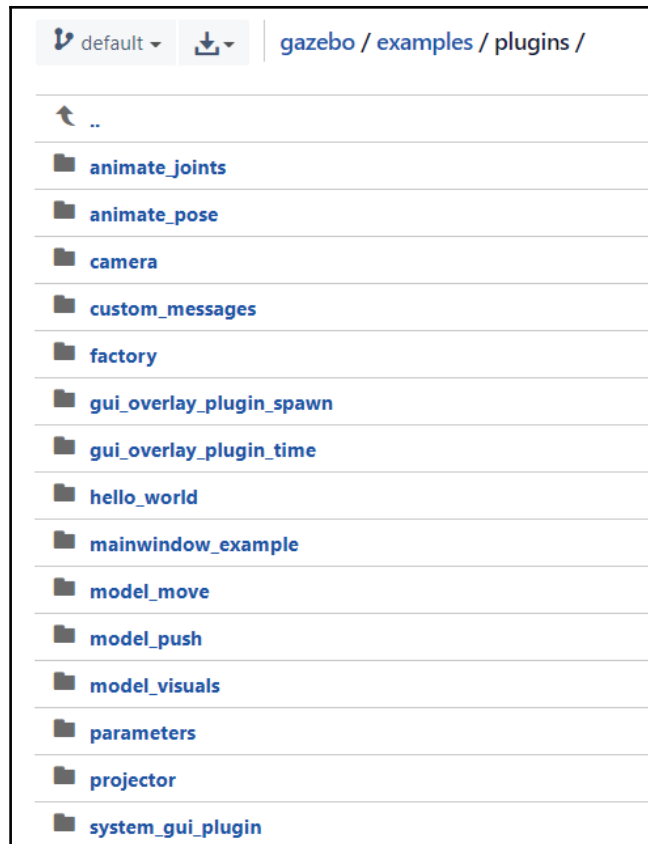 default gazebo / examples / plugins /
..
animate_joints
animate_pose
camera
custom_messages
factory
gui_overlay_plugin_spawn
gui_overlay_plugin_time
hello_world
mainwindow_example
model_move
model_push
model_visuals
parameters
projector
system_gui_plugin